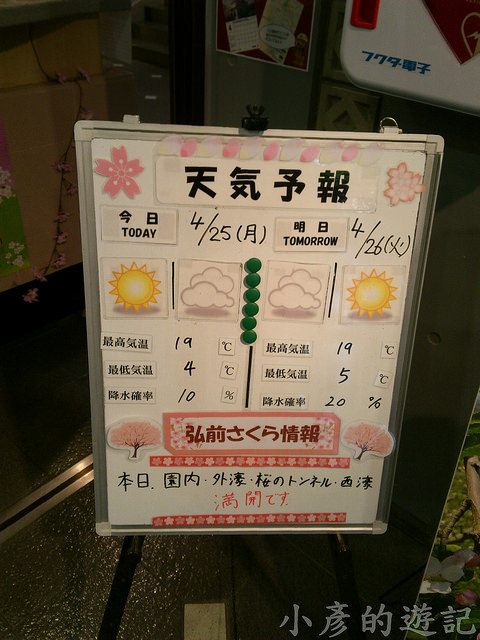 フクダ電子
天気予報
今日 TODAY 4/25(月) 明日 TOMORROW 4/26(火)
最高気温 19 ℃ 最高気温 19 ℃
最低気温 4 ℃ 最低気温 5 ℃
降水確率 10 % 降水確率 20 %
弘前さくら情報
本日、園内・外濠・桜のトンネル・西濠
満開です
小彥的遊記